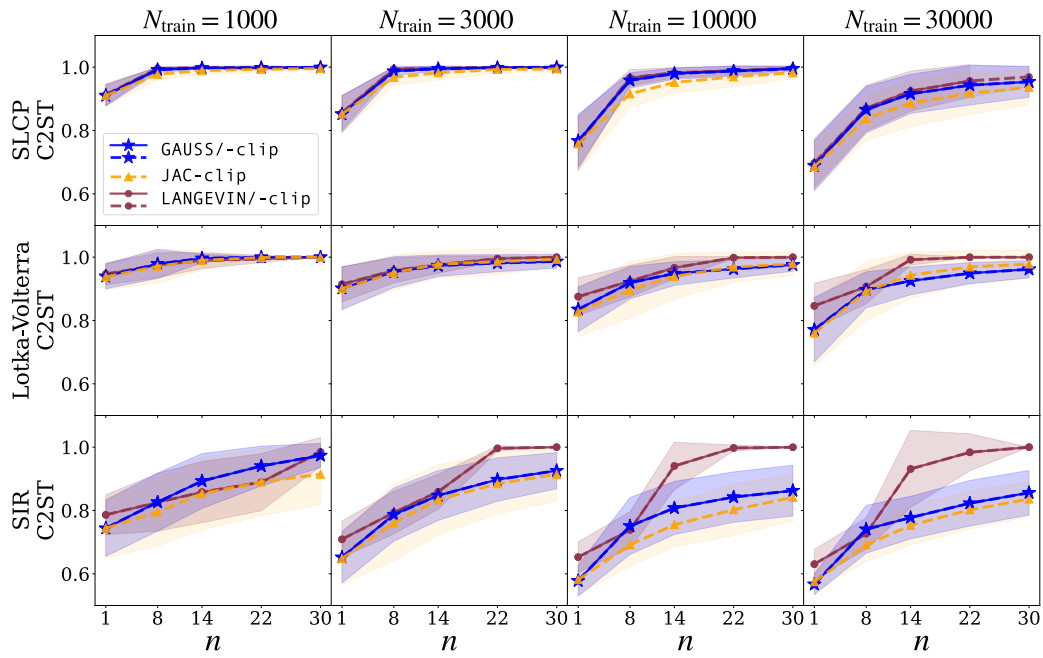 N_train = 1000
N_train = 3000
N_train = 10000
N_train = 30000
SLCP
C2ST
1.0
0.8
0.6
GAUSS/-clip
JAC-clip
LANGEVIN/-clip
Lotka-Volterra
C2ST
1.0
0.8
0.6
SIR
C2ST
1.0
0.8
0.6
1 8 14 22 30
1 8 14 22 30
1 8 14 22 30
1 8 14 22 30
n
n
n
n